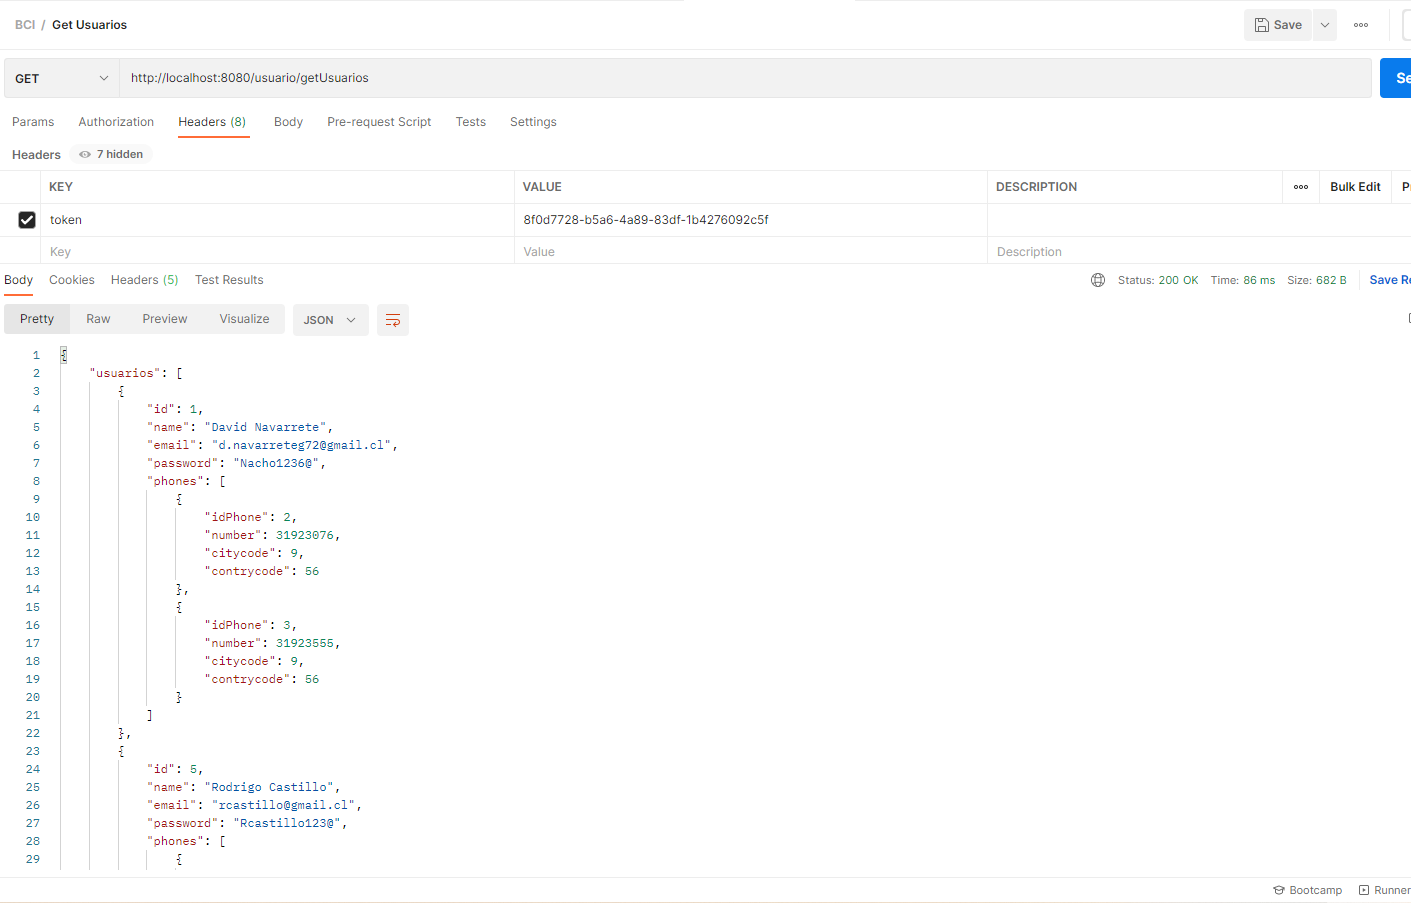 BCI / Get Usuarios
Save
GET http://localhost:8080/usuario/getUsuarios
Params Authorization Headers (8) Body Pre-request Script Tests Settings
Headers 7 hidden
KEY VALUE DESCRIPTION Bulk Edit
token 8f0d7728-b5a6-4a89-83df-1b4276092c5f
Key Value Description
Body Cookies Headers (5) Test Results Status: 200 OK Time: 86 ms Size: 682 B Save
Pretty Raw Preview Visualize JSON
1 {
2 "usuarios": [
3 {
4 "id": 1,
5 "name": "David Navarrete",
6 "email": "d.navarreteg72@gmail.cl",
7 "password": "Nacho1236@",
8 "phones": [
9 {
10 "idPhone": 2,
11 "number": 31923076,
12 "citycode": 9,
13 "contrycode": 56
14 },
15 {
16 "idPhone": 3,
17 "number": 31923555,
18 "citycode": 9,
19 "contrycode": 56
20 }
21 ]
22 },
23 {
24 "id": 5,
25 "name": "Rodrigo Castillo",
26 "email": "rcastillo@gmail.cl",
27 "password": "Rcastillo123@",
28 "phones": [
29 {
Bootcamp Runner